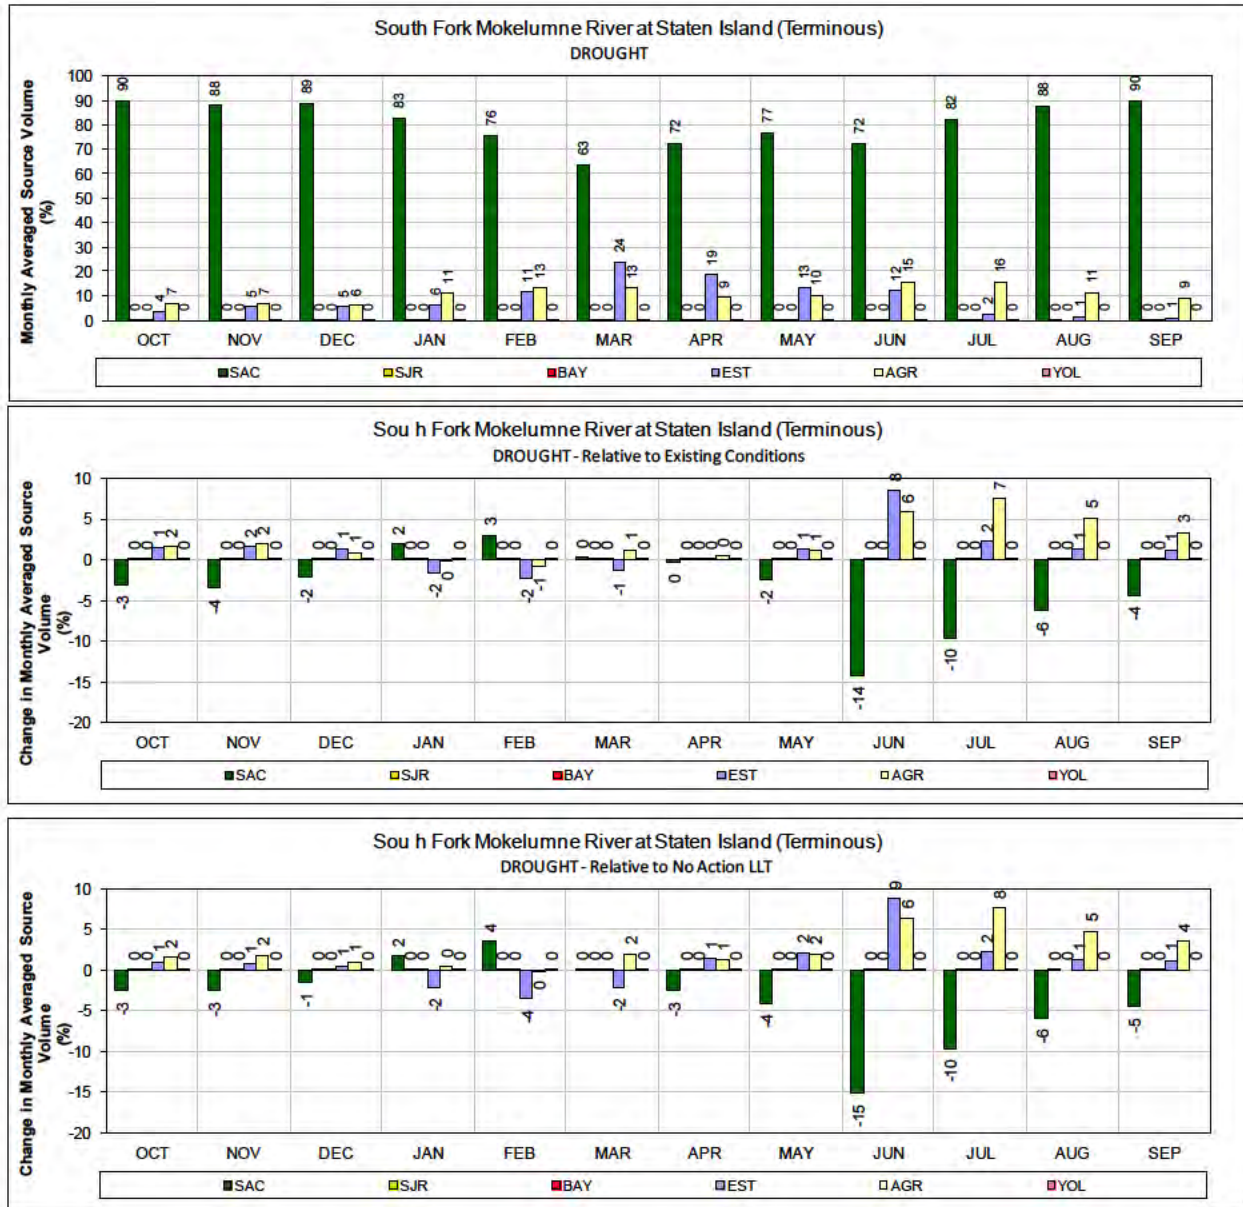 South Fork Mokelumne River at Staten Island (Terminous)
DROUGHT
Monthly Averaged Source Volume
(%)
100
90
80
70
60
50
40
30
20
10
0
90 0 0 4 7 0
88 0 0 5 7 0
89 0 0 5 6 0
83 0 0 6 11 0
76 0 0 11 13 0
63 0 0 24 13 0
72 0 0 19 9 0
77 0 0 13 10 0
72 0 0 12 15 0
82 0 0 2 16 0
88 0 0 1 11 0
90 0 0 1 9 0
OCT NOV DEC JAN FEB MAR APR MAY JUN JUL AUG SEP
SAC SJR BAY EST AGR YOL
Sou h Fork Mokelumne River at Staten Island (Terminous)
DROUGHT - Relative to Existing Conditions
Change in Monthly Averaged Source
Volume
(%)
10
5
0
-5
-10
-15
-20
-3 0 0 1 2 0
-4 0 0 2 2 0
-2 0 0 1 1 0
2 0 0 -2 0 0
3 0 0 -2 -1 0
0 0 0 -1 1 0
0 0 0 0 0 0
-2 0 0 1 1 0
-14 0 0 8 6 0
-10 0 0 2 7 0
-6 0 0 1 5 0
-4 0 0 1 3 0
OCT NOV DEC JAN FEB MAR APR MAY JUN JUL AUG SEP
SAC SJR BAY EST AGR YOL
Sou h Fork Mokelumne River at Staten Island (Terminous)
DROUGHT - Relative to No Action LLT
Change in Monthly Averaged Source
Volume
(%)
10
5
0
-5
-10
-15
-20
-3 0 0 1 2 0
-3 0 0 1 2 0
-1 0 0 1 1 0
2 0 0 -2 0 0
4 0 0 -4 0 0
0 0 0 -2 2 0
-3 0 0 1 1 0
-4 0 0 2 2 0
-15 0 0 9 6 0
-10 0 0 2 8 0
-6 0 0 1 5 0
-5 0 0 1 4 0
OCT NOV DEC JAN FEB MAR APR MAY JUN JUL AUG SEP
SAC SJR BAY EST AGR YOL